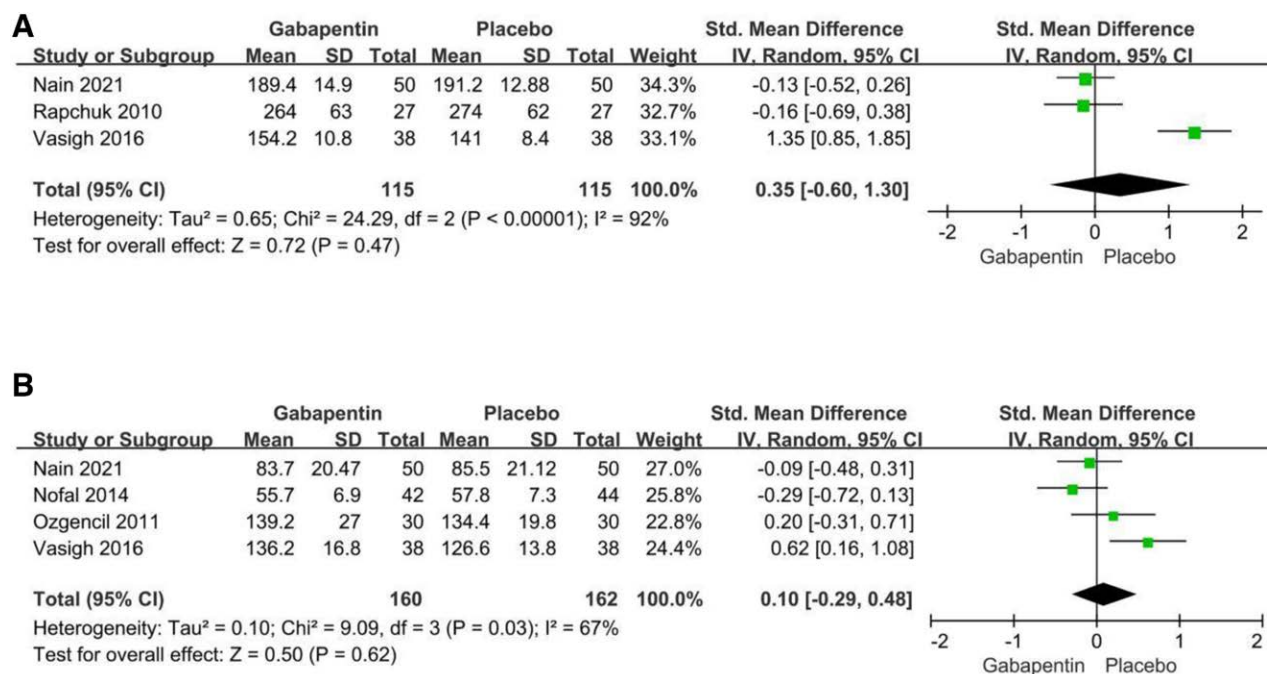 A
Gabapentin Placebo Std. Mean Difference Std. Mean Difference
Study or Subgroup Mean SD Total Mean SD Total Weight IV, Random, 95% CI IV, Random, 95% CI
Nain 2021 189.4 14.9 50 191.2 12.88 50 34.3% -0.13 [-0.52, 0.26]
Rapchuk 2010 264 63 27 274 62 27 32.7% -0.16 [-0.69, 0.38]
Vasigh 2016 154.2 10.8 38 141 8.4 38 33.1% 1.35 [0.85, 1.85]
Total (95% CI) 115 115 100.0% 0.35 [-0.60, 1.30]
Heterogeneity: Tau² = 0.65; Chi² = 24.29, df = 2 (P < 0.00001); I² = 92%
Test for overall effect: Z = 0.72 (P = 0.47)
-2 -1 0 1 2
Gabapentin Placebo
B
Gabapentin Placebo Std. Mean Difference Std. Mean Difference
Study or Subgroup Mean SD Total Mean SD Total Weight IV, Random, 95% CI IV, Random, 95% CI
Nain 2021 83.7 20.47 50 85.5 21.12 50 27.0% -0.09 [-0.48, 0.31]
Nofal 2014 55.7 6.9 42 57.8 7.3 44 25.8% -0.29 [-0.72, 0.13]
Ozgencil 2011 139.2 27 30 134.4 19.8 30 22.8% 0.20 [-0.31, 0.71]
Vasigh 2016 136.2 16.8 38 126.6 13.8 38 24.4% 0.62 [0.16, 1.08]
Total (95% CI) 160 162 100.0% 0.10 [-0.29, 0.48]
Heterogeneity: Tau² = 0.10; Chi² = 9.09, df = 3 (P = 0.03); I² = 67%
Test for overall effect: Z = 0.50 (P = 0.62)
-2 -1 0 1 2
Gabapentin Placebo